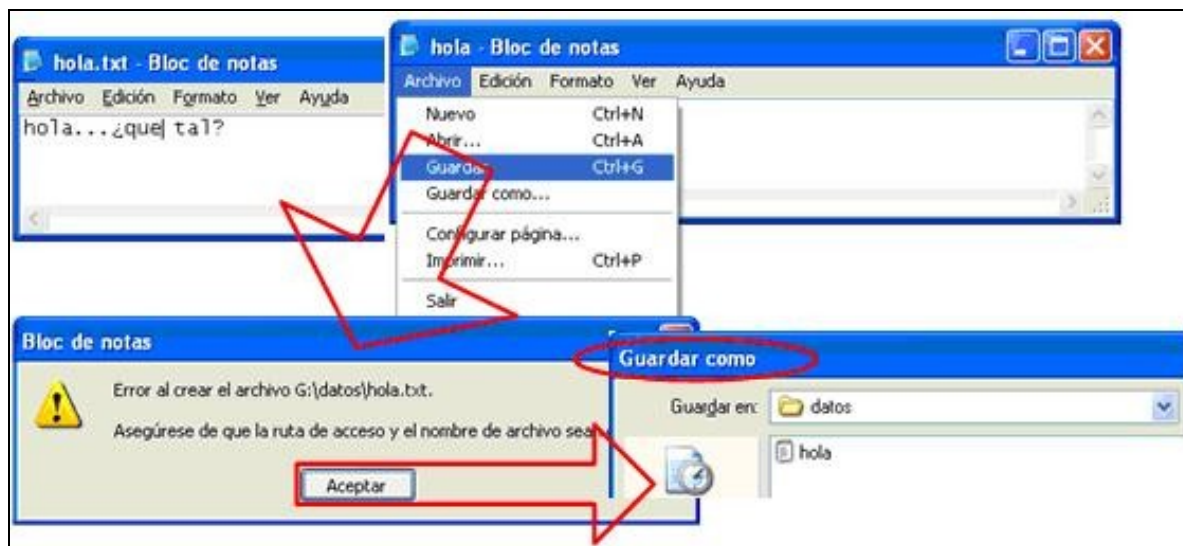 hola.txt - Bloc de notas
Archivo Edición Formato Ver Ayuda
hola...¿que tal?
hola - Bloc de notas
Archivo Edición Formato Ver Ayuda
Nuevo Ctrl+N
Abrir... Ctrl+A
Guardar Ctrl+G
Guardar como...
Configurar página...
Imprimir... Ctrl+P
Salir
Bloc de notas
Error al crear el archivo G:\datos\hola.txt.
Asegúrese de que la ruta de acceso y el nombre de archivo sea
Aceptar
Guardar como
Guardar en: datos
hola